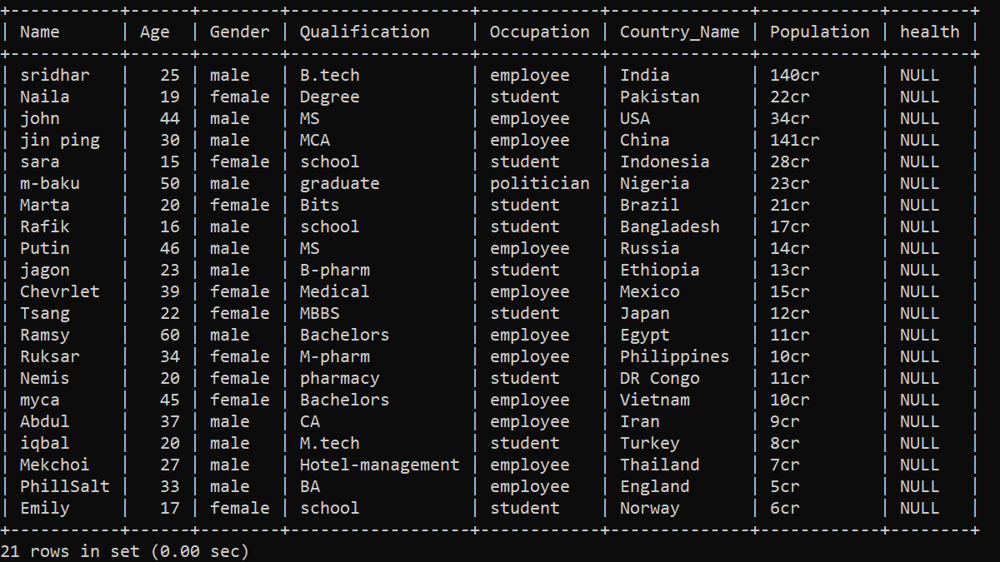 +-----------+------+--------+------------------+------------+--------------+------------+--------+
| Name      | Age  | Gender | Qualification    | Occupation | Country_Name | Population | health |
+-----------+------+--------+------------------+------------+--------------+------------+--------+
| sridhar   |   25 | male   | B.tech           | employee   | India        | 140cr      | NULL   |
| Naila     |   19 | female | Degree           | student    | Pakistan     | 22cr       | NULL   |
| john      |   44 | male   | MS               | employee   | USA          | 34cr       | NULL   |
| jin ping  |   30 | male   | MCA              | employee   | China        | 141cr      | NULL   |
| sara      |   15 | female | school           | student    | Indonesia    | 28cr       | NULL   |
| m-baku    |   50 | male   | graduate         | politician | Nigeria      | 23cr       | NULL   |
| Marta     |   20 | female | Bits             | student    | Brazil       | 21cr       | NULL   |
| Rafik     |   16 | male   | school           | student    | Bangladesh   | 17cr       | NULL   |
| Putin     |   46 | male   | MS               | employee   | Russia       | 14cr       | NULL   |
| jagon     |   23 | male   | B-pharm          | student    | Ethiopia     | 13cr       | NULL   |
| Chevrlet  |   39 | female | Medical          | employee   | Mexico       | 15cr       | NULL   |
| Tsang     |   22 | female | MBBS             | student    | Japan        | 12cr       | NULL   |
| Ramsy     |   60 | male   | Bachelors        | employee   | Egypt        | 11cr       | NULL   |
| Ruksar    |   34 | female | M-pharm          | employee   | Philippines  | 10cr       | NULL   |
| Nemis     |   20 | female | pharmacy         | student    | DR Congo     | 11cr       | NULL   |
| myca      |   45 | female | Bachelors        | employee   | Vietnam      | 10cr       | NULL   |
| Abdul     |   37 | male   | CA               | employee   | Iran         | 9cr        | NULL   |
| iqbal     |   20 | male   | M.tech           | student    | Turkey       | 8cr        | NULL   |
| Mekchoi   |   27 | male   | Hotel-management | employee   | Thailand     | 7cr        | NULL   |
| PhillSalt |   33 | male   | BA               | employee   | England      | 5cr        | NULL   |
| Emily     |   17 | female | school           | student    | Norway       | 6cr        | NULL   |
+-----------+------+--------+------------------+------------+--------------+------------+--------+
21 rows in set (0.00 sec)